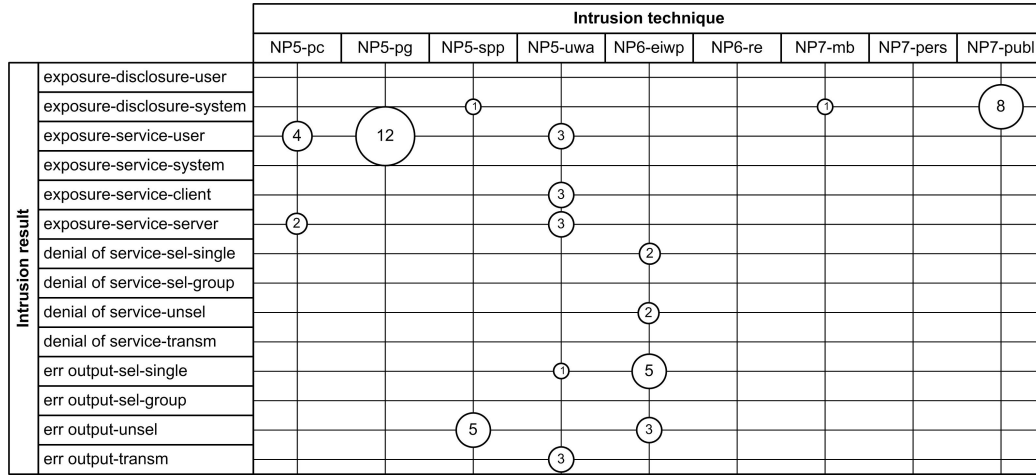 Intrusion technique
NP5-pc NP5-pg NP5-spp NP5-uwa NP6-eiwp NP6-re NP7-mb NP7-pers NP7-publ
Intrusion result
exposure-disclosure-user
exposure-disclosure-system 1 1 8
exposure-service-user 4 12 3
exposure-service-system
exposure-service-client 3
exposure-service-server 2 3
denial of service-sel-single 2
denial of service-sel-group
denial of service-unsel 2
denial of service-transm
err output-sel-single 1 5
err output-sel-group
err output-unsel 5 3
err output-transm 3